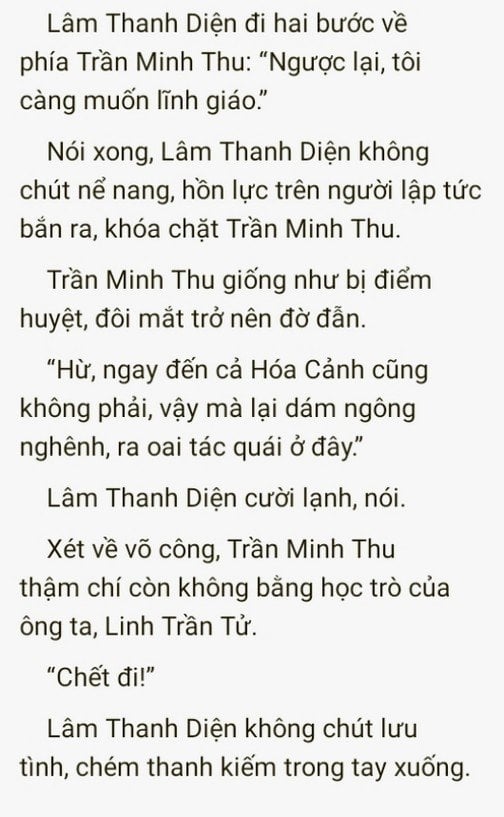 Lâm Thanh Diện đi hai bước về
phía Trần Minh Thu: “Ngược lại, tôi
càng muốn lĩnh giáo.”
Nói xong, Lâm Thanh Diện không
chút nể nang, hồn lực trên người lập tức
bắn ra, khóa chặt Trần Minh Thu.
Trần Minh Thu giống như bị điểm
huyệt, đôi mắt trở nên đờ đẫn.
“Hừ, ngay đến cả Hóa Cảnh cũng
không phải, vậy mà lại dám ngông
nghênh, ra oai tác quái ở đây.”
Lâm Thanh Diện cười lạnh, nói.
Xét về võ công, Trần Minh Thu
thậm chí còn không bằng học trò của
ông ta, Linh Trần Tử.
“Chết đi!”
Lâm Thanh Diện không chút lưu
tình, chém thanh kiếm trong tay xuống.